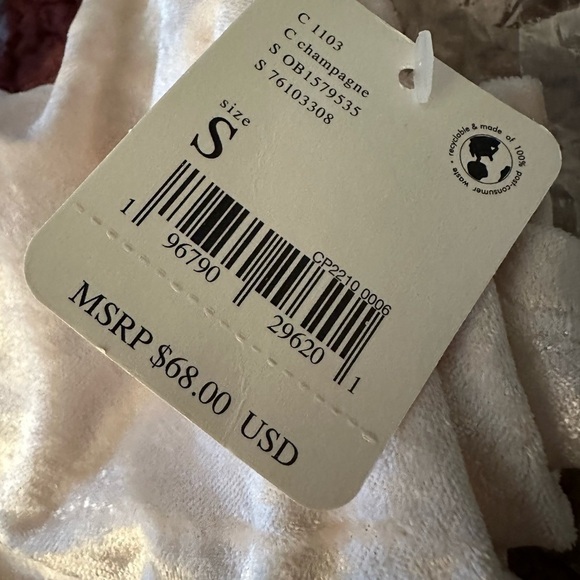 C 1103
C champagne
S OB1579535
S 76103308
size
S
recyclable & made of 100% post-consumer waste •
CP2210 0006
1 96790 29620 1
MSRP $68.00 USD